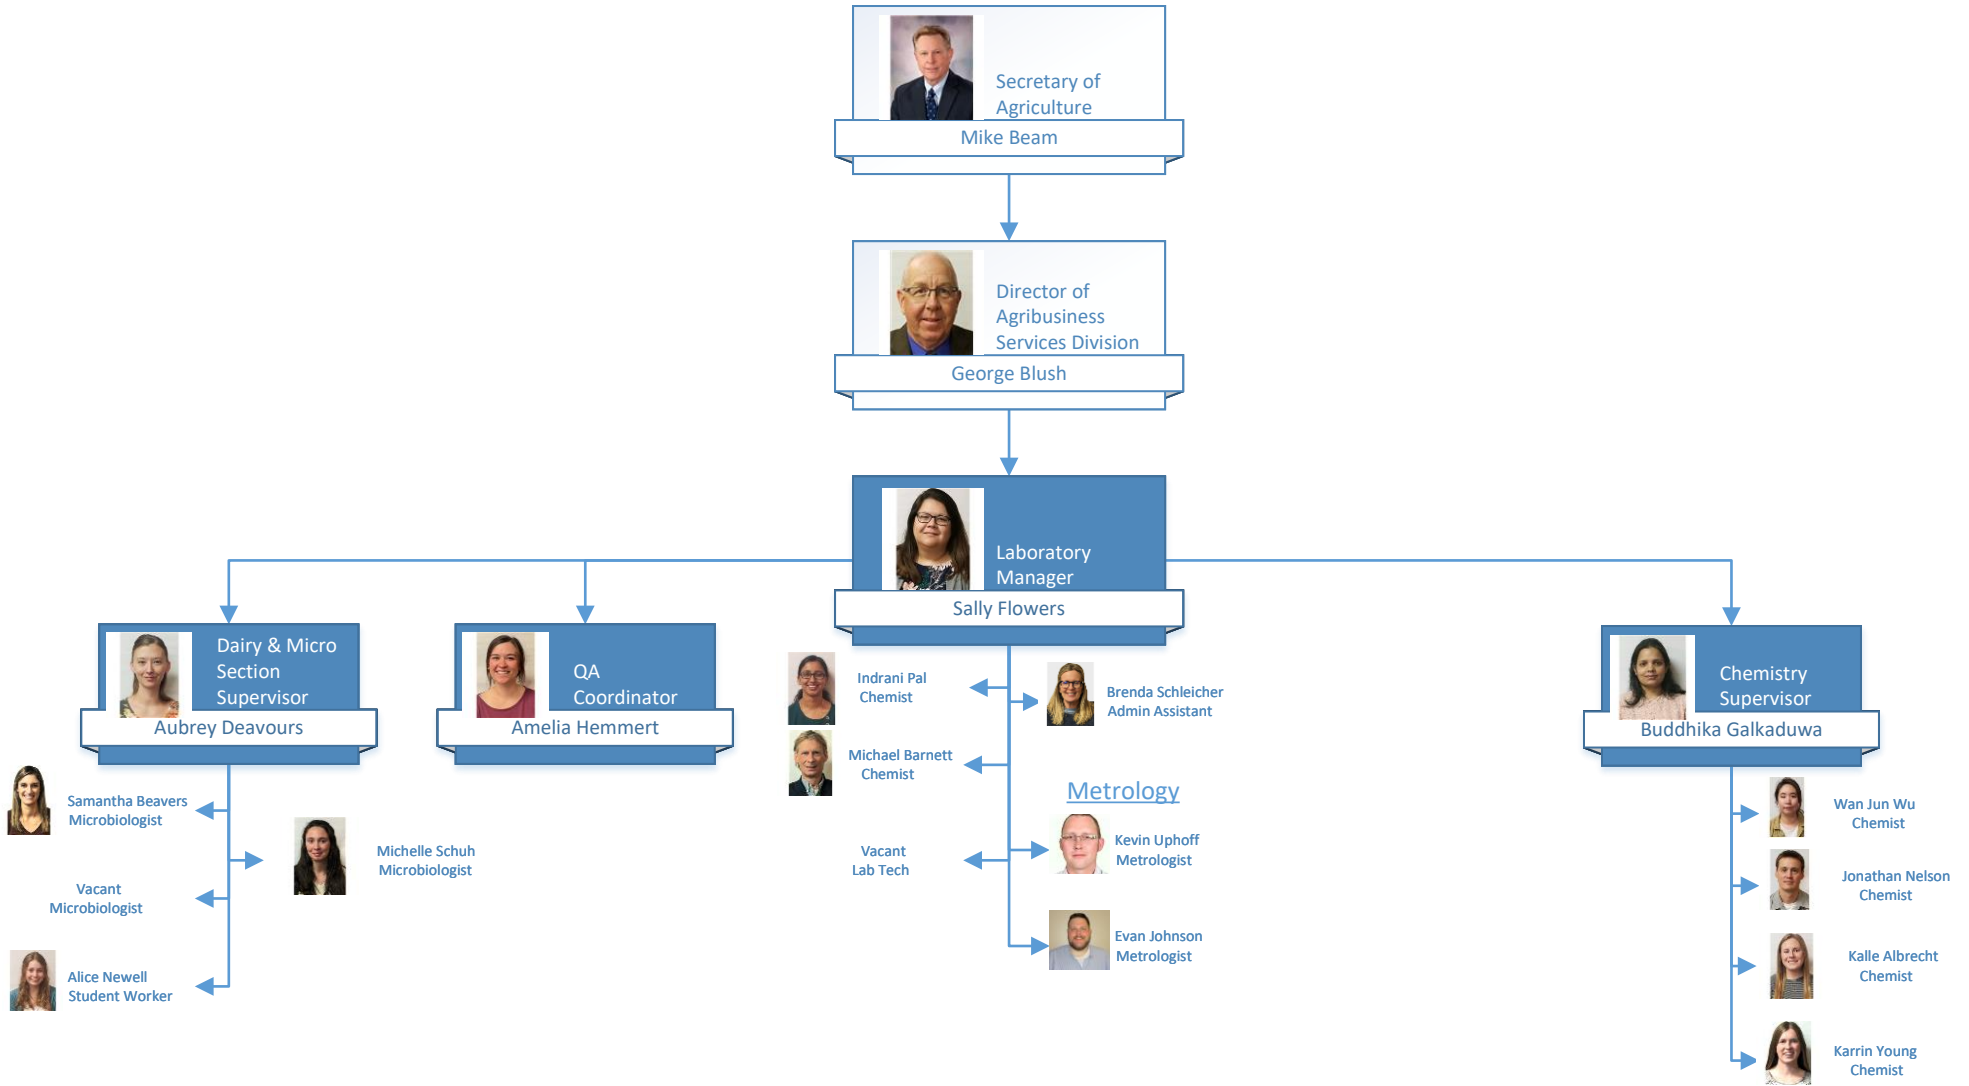 Secretary of
Agriculture
Mike Beam
Director of
Agribusiness
Services Division
George Blush
Laboratory
Manager
Sally Flowers
Dairy & Micro
Section
Supervisor
Aubrey Deavours
QA
Coordinator
Amelia Hemmert
Chemistry
Supervisor
Buddhika Galkaduwa
Samantha Beavers
Microbiologist
Michelle Schuh
Microbiologist
Vacant
Microbiologist
Alice Newell
Student Worker
Indrani Pal
Chemist
Brenda Schleicher
Admin Assistant
Michael Barnett
Chemist
Metrology
Kevin Uphoff
Metrologist
Vacant
Lab Tech
Evan Johnson
Metrologist
Wan Jun Wu
Chemist
Jonathan Nelson
Chemist
Kalle Albrecht
Chemist
Karrin Young
Chemist